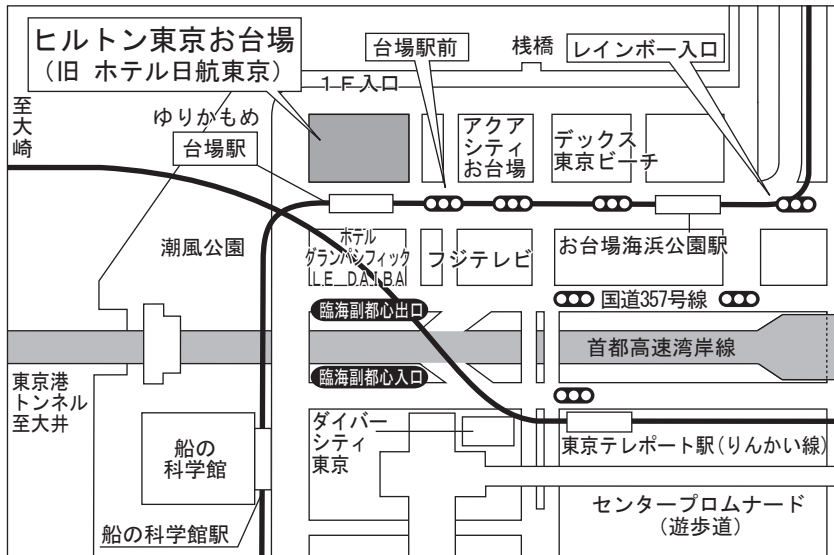 ヒルトン東京お台場
（旧 ホテル日航東京）
台場駅前
桟橋
レインボー入口
1F入口
至大崎
ゆりかもめ
台場駅
アクア
シティ
お台場
デックス
東京ビーチ
潮風公園
ホテル
グランパシフィック
LE DAIBA
フジテレビ
お台場海浜公園駅
臨海副都心出口
国道357号線
首都高速湾岸線
臨海副都心入口
東京港
トンネル
至大井
船の
科学館
ダイバー
シティ
東京
東京テレポート駅（りんかい線）
センタープロムナード
（遊歩道）
船の科学館駅